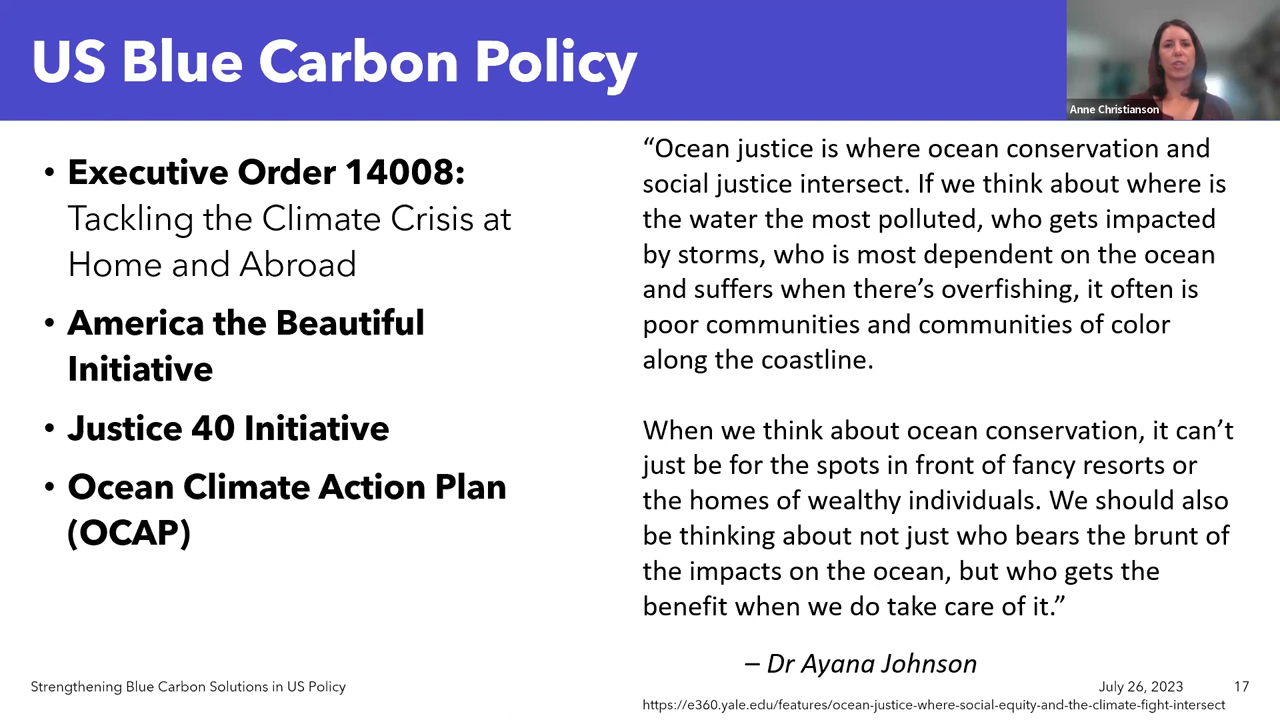 US Blue Carbon Policy
Anne Christianson
• Executive Order 14008:
Tackling the Climate Crisis at
Home and Abroad
• America the Beautiful
Initiative
• Justice 40 Initiative
• Ocean Climate Action Plan
(OCAP)
“Ocean justice is where ocean conservation and
social justice intersect. If we think about where is
the water the most polluted, who gets impacted
by storms, who is most dependent on the ocean
and suffers when there’s overfishing, it often is
poor communities and communities of color
along the coastline.
When we think about ocean conservation, it can’t
just be for the spots in front of fancy resorts or
the homes of wealthy individuals. We should also
be thinking about not just who bears the brunt of
the impacts on the ocean, but who gets the
benefit when we do take care of it.”
– Dr Ayana Johnson
Strengthening Blue Carbon Solutions in US Policy
July 26, 2023
17
https://e360.yale.edu/features/ocean-justice-where-social-equity-and-the-climate-fight-intersect